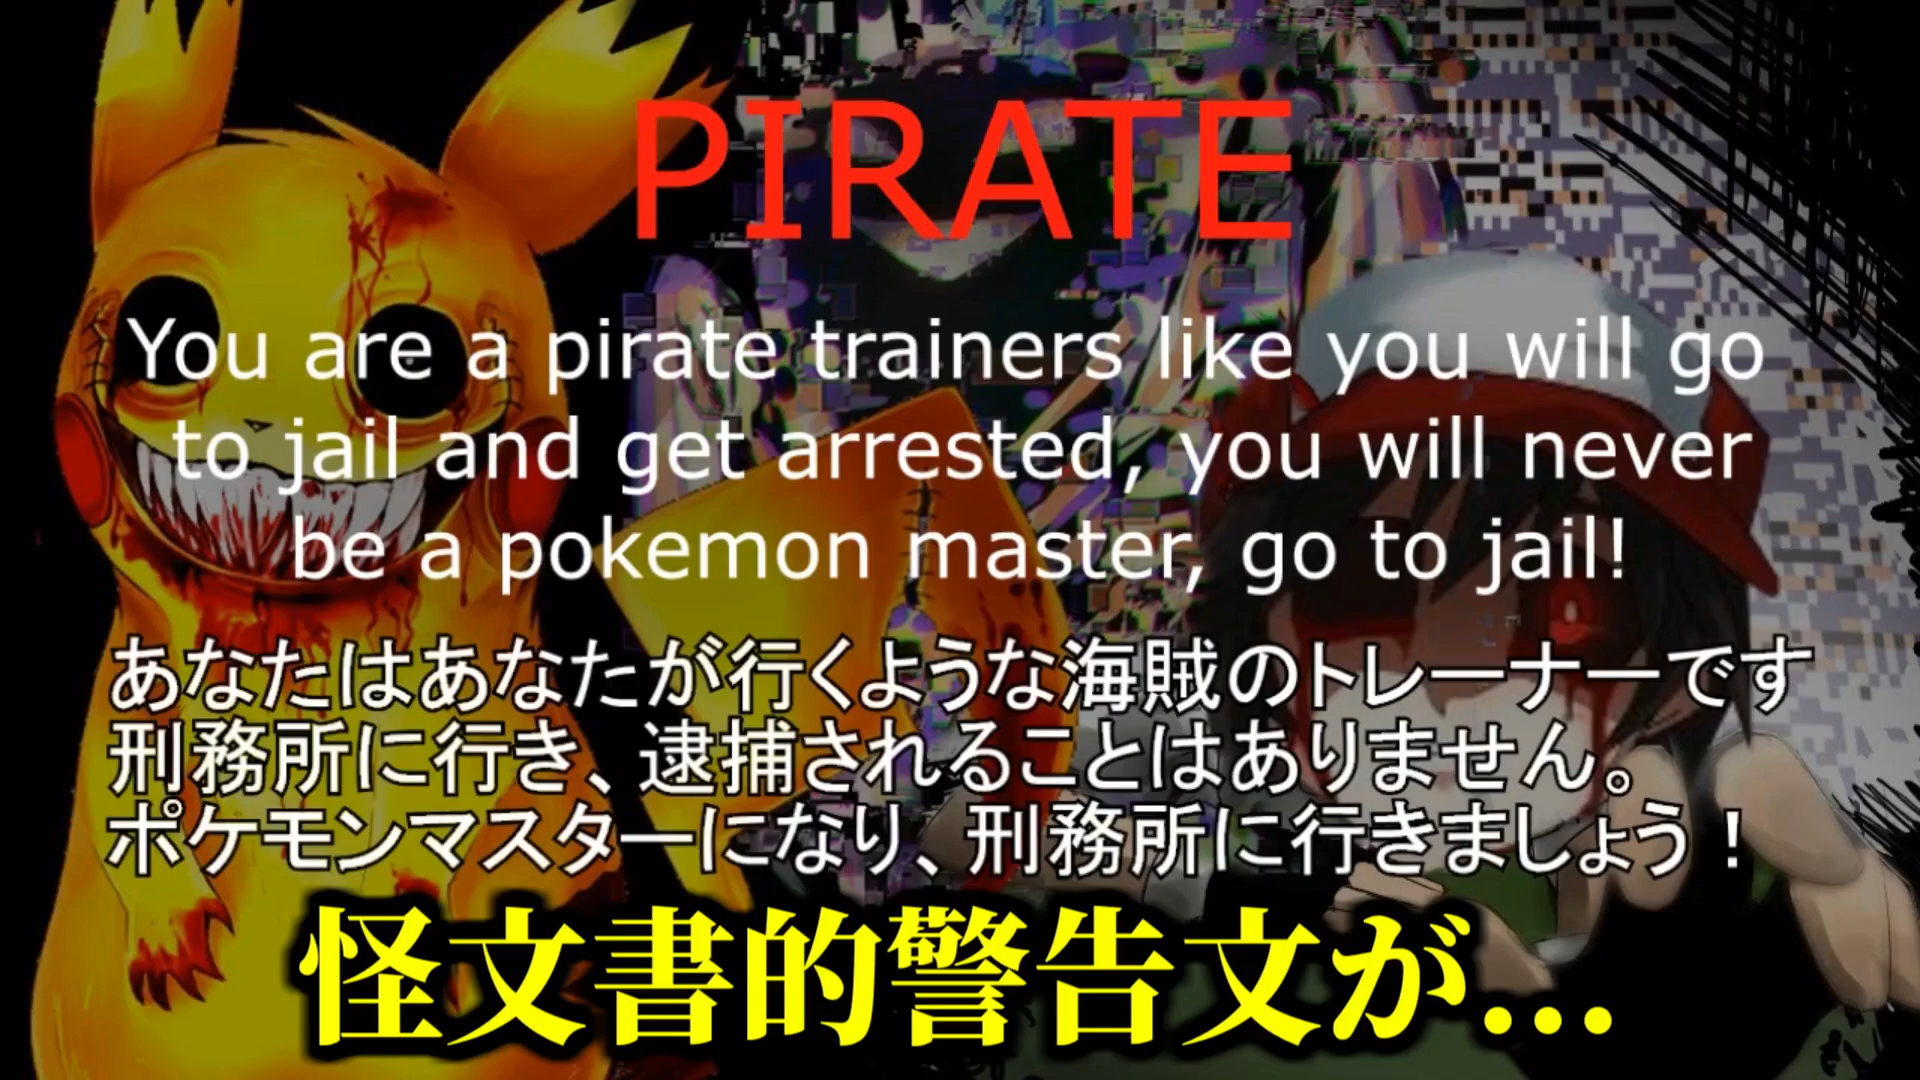 PIRATE
You are a pirate trainers like you will go
to jail and get arrested, you will never
be a pokemon master, go to jail!
あなたはあなたが行くような海賊のトレーナーです
刑務所に行き、逮捕されることはありません。
ポケモンマスターになり、刑務所に行きましょう！
怪文書的警告文が…